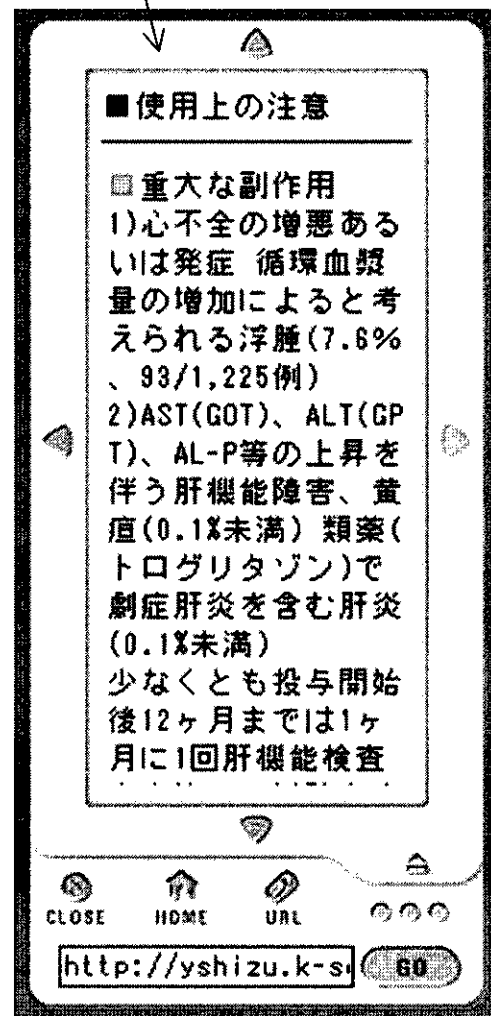 ■使用上の注意
重大な副作用
1)心不全の増悪ある
いは発症 循環血漿
量の増加によると考
えられる浮腫(7.6%
、93/1,225例)
2)AST(GOT)、ALT(GP
T)、AL-P等の上昇を
伴う肝機能障害、黄
疸(0.1%未満) 類薬(
トログリタゾン)で
劇症肝炎を含む肝炎
(0.1%未満)
少なくとも投与開始
後12ヶ月までは1ヶ
月に1回肝機能検査
CLOSE HOME URL
http://yshizu.k-s
GO